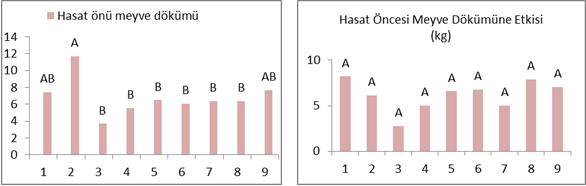 Hasat önü meyve dökümü
14
12
10
8
6
4
2
0
AB A B B B B B B AB
1 2 3 4 5 6 7 8 9
Hasat Öncesi Meyve Dökümüne Etkisi
(kg)
10
5
0
A A A A A A A A A
1 2 3 4 5 6 7 8 9